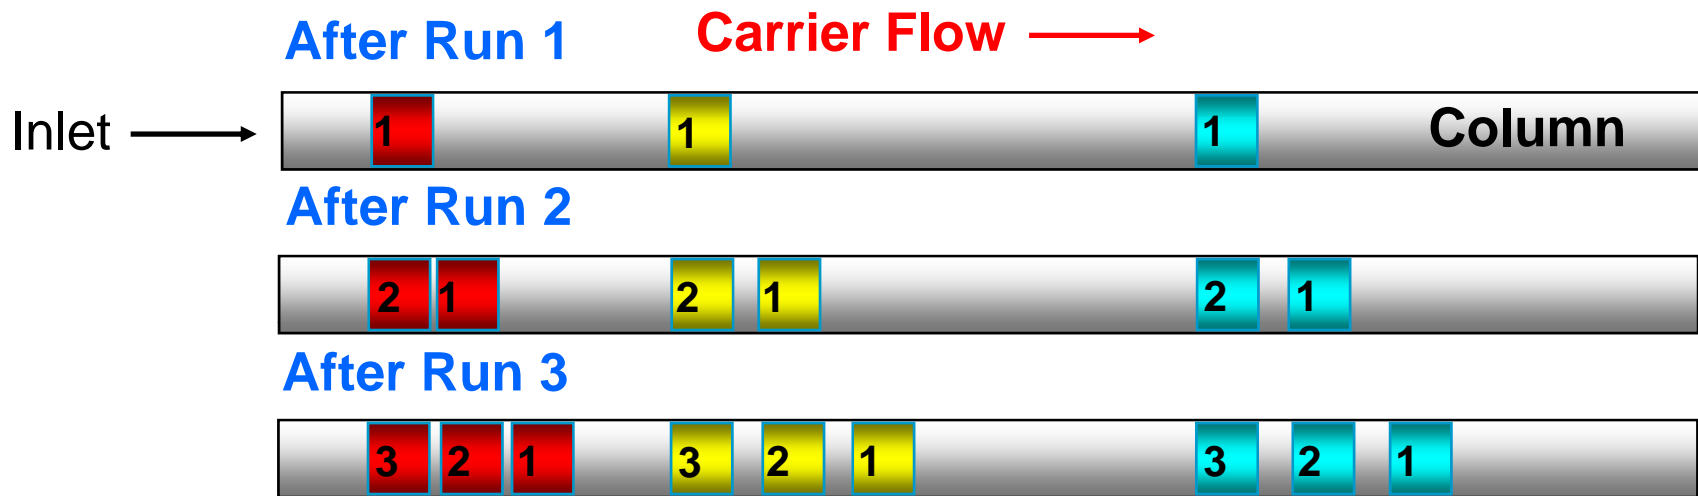 After Run 1
Carrier Flow
Inlet
1 1 1 Column
After Run 2
2 1 2 1 2 1
After Run 3
3 2 1 3 2 1 3 2 1